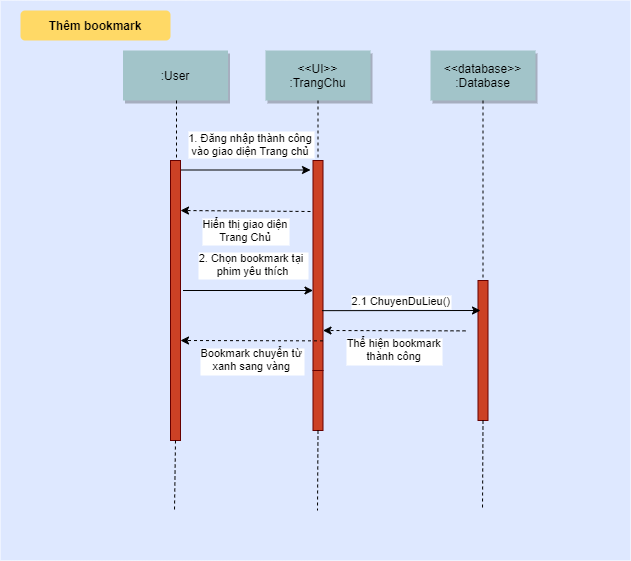 Thêm bookmark
:User
<<UI>>
:TrangChu
<<database>>
:Database
1. Đăng nhập thành công
vào giao diện Trang chủ
Hiển thị giao diện
Trang Chủ
2. Chọn bookmark tại
phim yêu thích
2.1 ChuyenDuLieu()
Thể hiện bookmark
thành công
Bookmark chuyển từ
xanh sang vàng